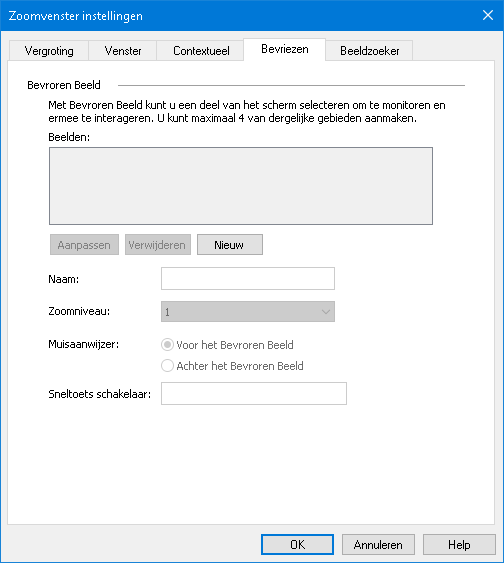 Zoomvenster instellingen
Vergroting
Venster
Contextueel
Bevriezen
Beeldzoeker
Bevroren Beeld
Met Bevroren Beeld kunt u een deel van het scherm selecteren om te monitoren en
ermee te interageren. U kunt maximaal 4 van dergelijke gebieden aanmaken.
Beelden:
Aanpassen
Verwijderen
Nieuw
Naam:
Zoomniveau:
1
Muisaanwijzer:
Voor het Bevroren Beeld
Achter het Bevroren Beeld
Sneltoets schakelaar:
OK
Annuleren
Help